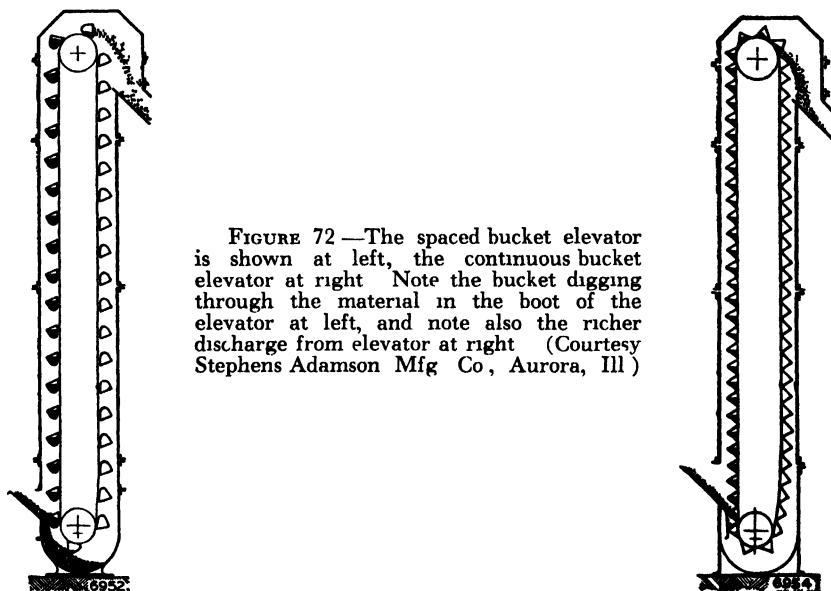 FIGURE 72 —The spaced bucket elevator
is shown at left, the continuous bucket
elevator at right Note the bucket digging
through the material in the boot of the
elevator at left, and note also the richer
discharge from elevator at right (Courtesy
Stephens Adamson Mfg Co, Aurora, Ill)
6952
6954